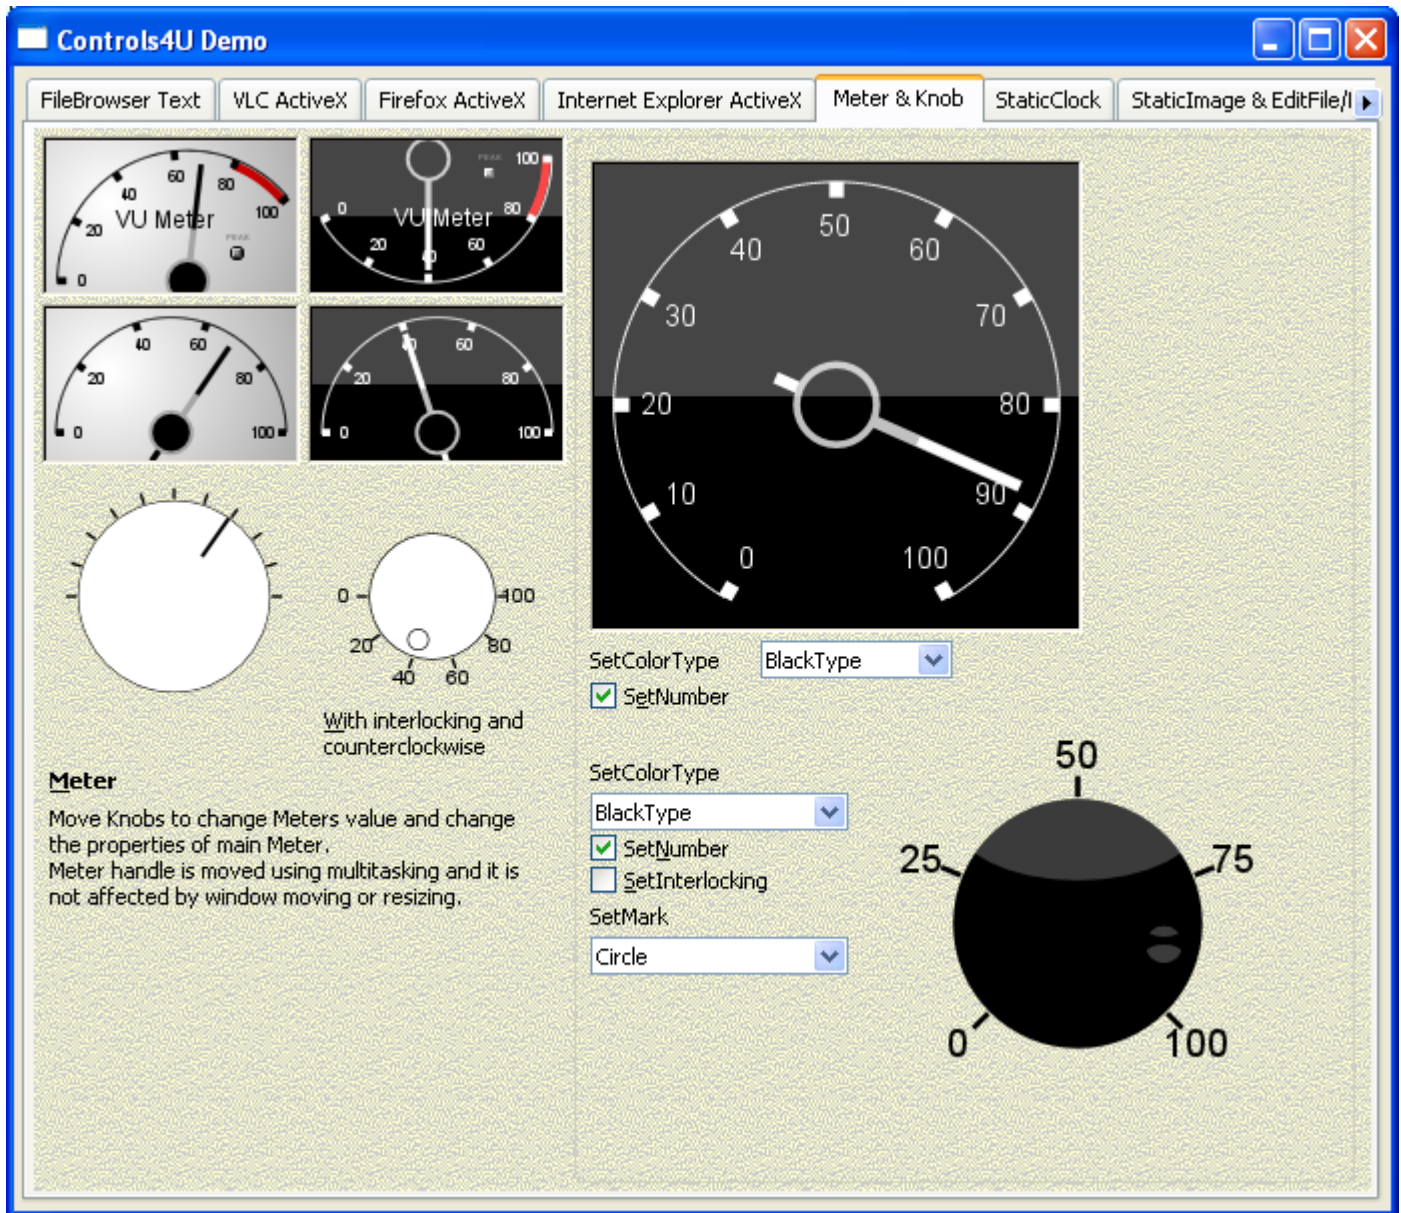 Controls4U Demo
FileBrowser Text
VLC ActiveX
Firefox ActiveX
Internet Explorer ActiveX
Meter & Knob
StaticClock
StaticImage & EditFile/
0
20
40
60
80
100
VU Meter
PEAK
0
20
40
60
80
100
VU Meter
PEAK
0
20
40
60
80
100
0
20
40
60
80
100
0
10
20
30
40
50
60
70
80
90
100
0
20
40
60
80
100
With interlocking and
counterclockwise
Meter
Move Knobs to change Meters value and change
the properties of main Meter.
Meter handle is moved using multitasking and it is
not affected by window moving or resizing.
SetColorType
BlackType
SetNumber
SetColorType
BlackType
SetNumber
SetInterlocking
SetMark
Circle
0
25
50
75
100